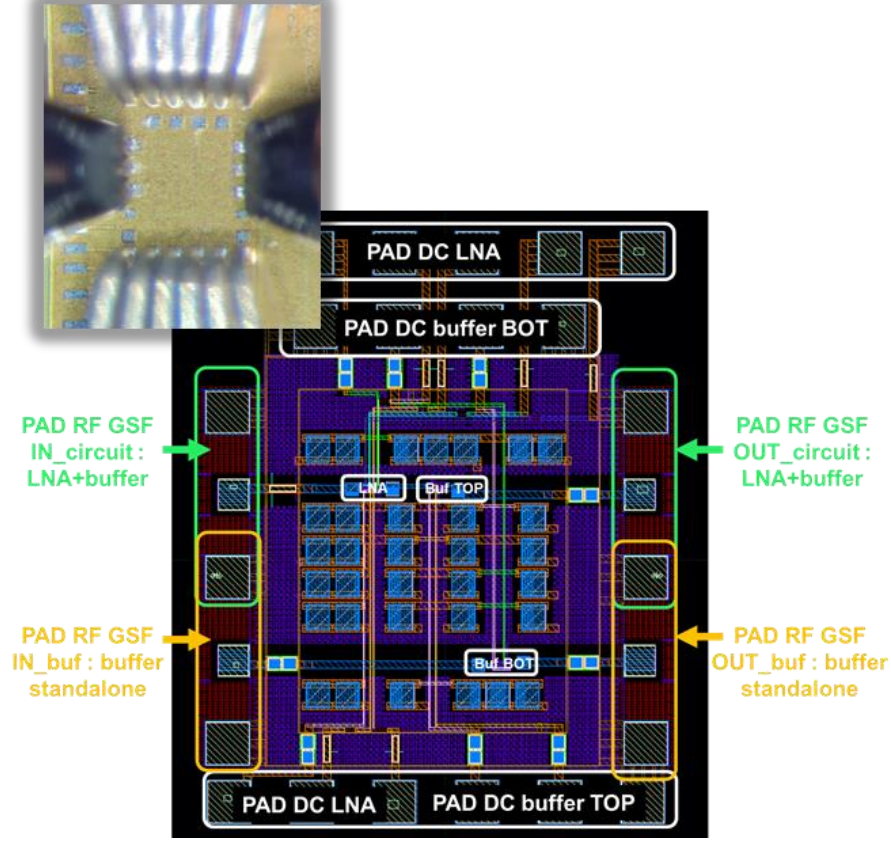 PAD DC LNA
PAD DC buffer BOT
PAD RF GSF
IN_circuit :
LNA+buffer
PAD RF GSF
OUT_circuit :
LNA+buffer
LNA
Buf TOP
PAD RF GSF
IN_buf : buffer
standalone
PAD RF GSF
OUT_buf : buffer
standalone
Buf BOT
PAD DC LNA
PAD DC buffer TOP